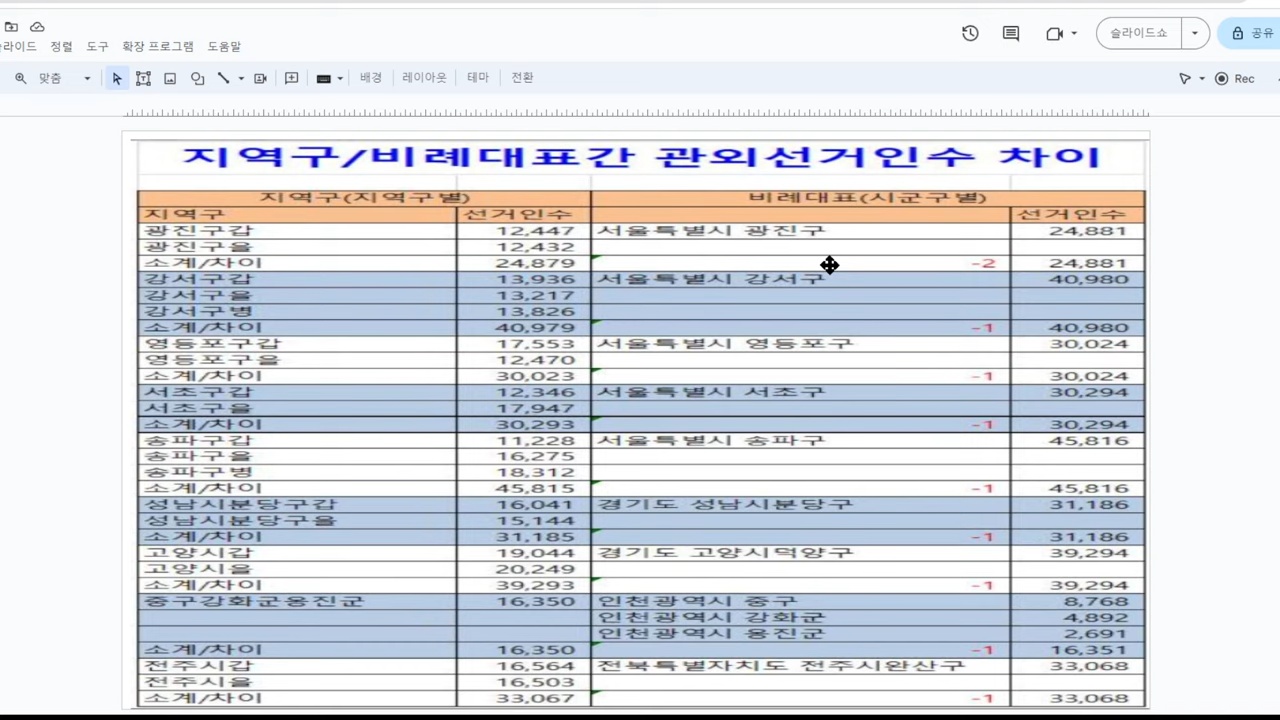 슬라이드쇼
공유
라이드 정렬 도구 확장 프로그램 도움말
맞춤 배경 레이아웃 테마 전환 Rec
지역구/비례대표간 관외선거인수 차이
지역구(지역구별) 비례대표(시군구별)
지역구 선거인수 선거인수
광진구갑 12,447 서울특별시 광진구 24,881
광진구을 12,432
소계/차이 24,879 -2 24,881
강서구갑 13,936 서울특별시 강서구 40,980
강서구을 13,217
강서구병 13,826
소계/차이 40,979 -1 40,980
영등포구갑 17,553 서울특별시 영등포구 30,024
영등포구을 12,470
소계/차이 30,023 -1 30,024
서초구갑 12,346 서울특별시 서초구 30,294
서초구을 17,947
소계/차이 30,293 -1 30,294
송파구갑 11,228 서울특별시 송파구 45,816
송파구을 16,275
송파구병 18,312
소계/차이 45,815 -1 45,816
성남시분당구갑 16,041 경기도 성남시분당구 31,186
성남시분당구을 15,144
소계/차이 31,185 -1 31,186
고양시갑 19,044 경기도 고양시덕양구 39,294
고양시을 20,249
소계/차이 39,293 -1 39,294
중구강화군옹진군 16,350 인천광역시 중구 8,768
인천광역시 강화군 4,892
인천광역시 옹진군 2,691
소계/차이 16,350 -1 16,351
전주시갑 16,564 전북특별자치도 전주시완산구 33,068
전주시을 16,503
소계/차이 33,067 -1 33,068